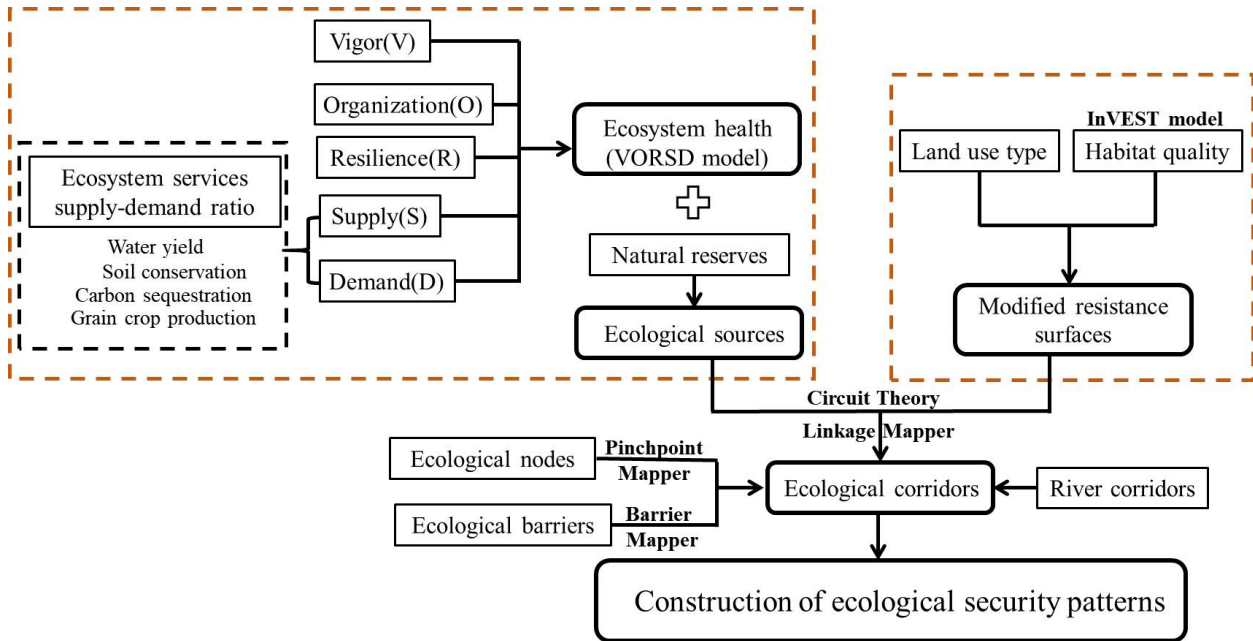 Vigor(V)
Organization(O)
Resilience(R)
Supply(S)
Demand(D)
Ecosystem services
supply-demand ratio
Water yield
Soil conservation
Carbon sequestration
Grain crop production
Ecosystem health
(VORSD model)
Natural reserves
Ecological sources
InVEST model
Land use type
Habitat quality
Modified resistance
surfaces
Circuit Theory
Linkage Mapper
Ecological nodes
Pinchpoint
Mapper
Ecological barriers
Barrier
Mapper
Ecological corridors
River corridors
Construction of ecological security patterns